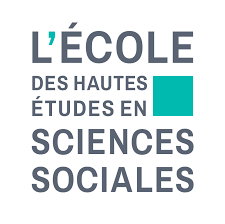 L'ÉCOLE
DES HAUTES
ÉTUDES EN
SCIENCES
SOCIALES